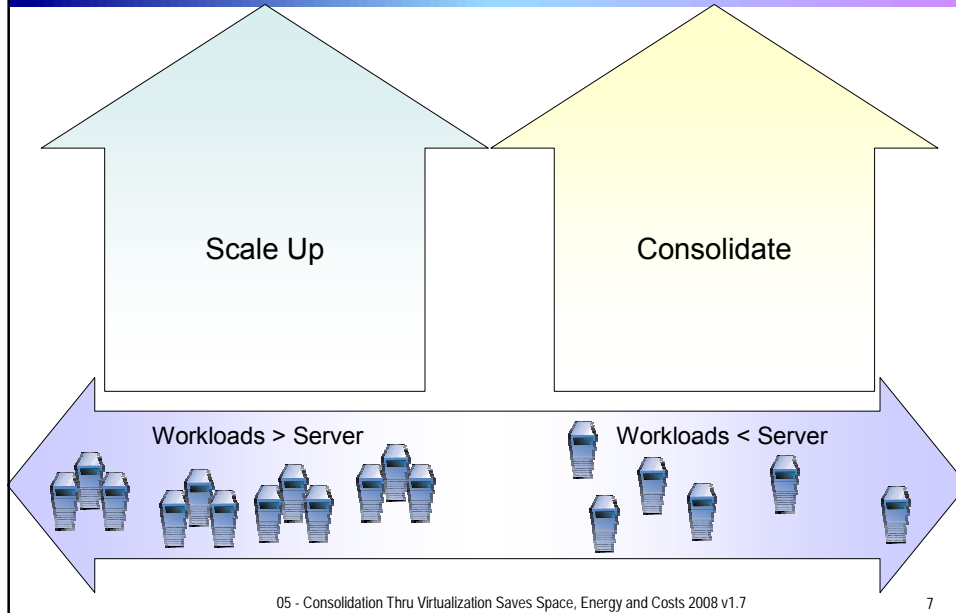 Scale Up
Consolidate
Workloads > Server
Workloads < Server
05 - Consolidation Thru Virtualization Saves Space, Energy and Costs 2008 v1.7
7